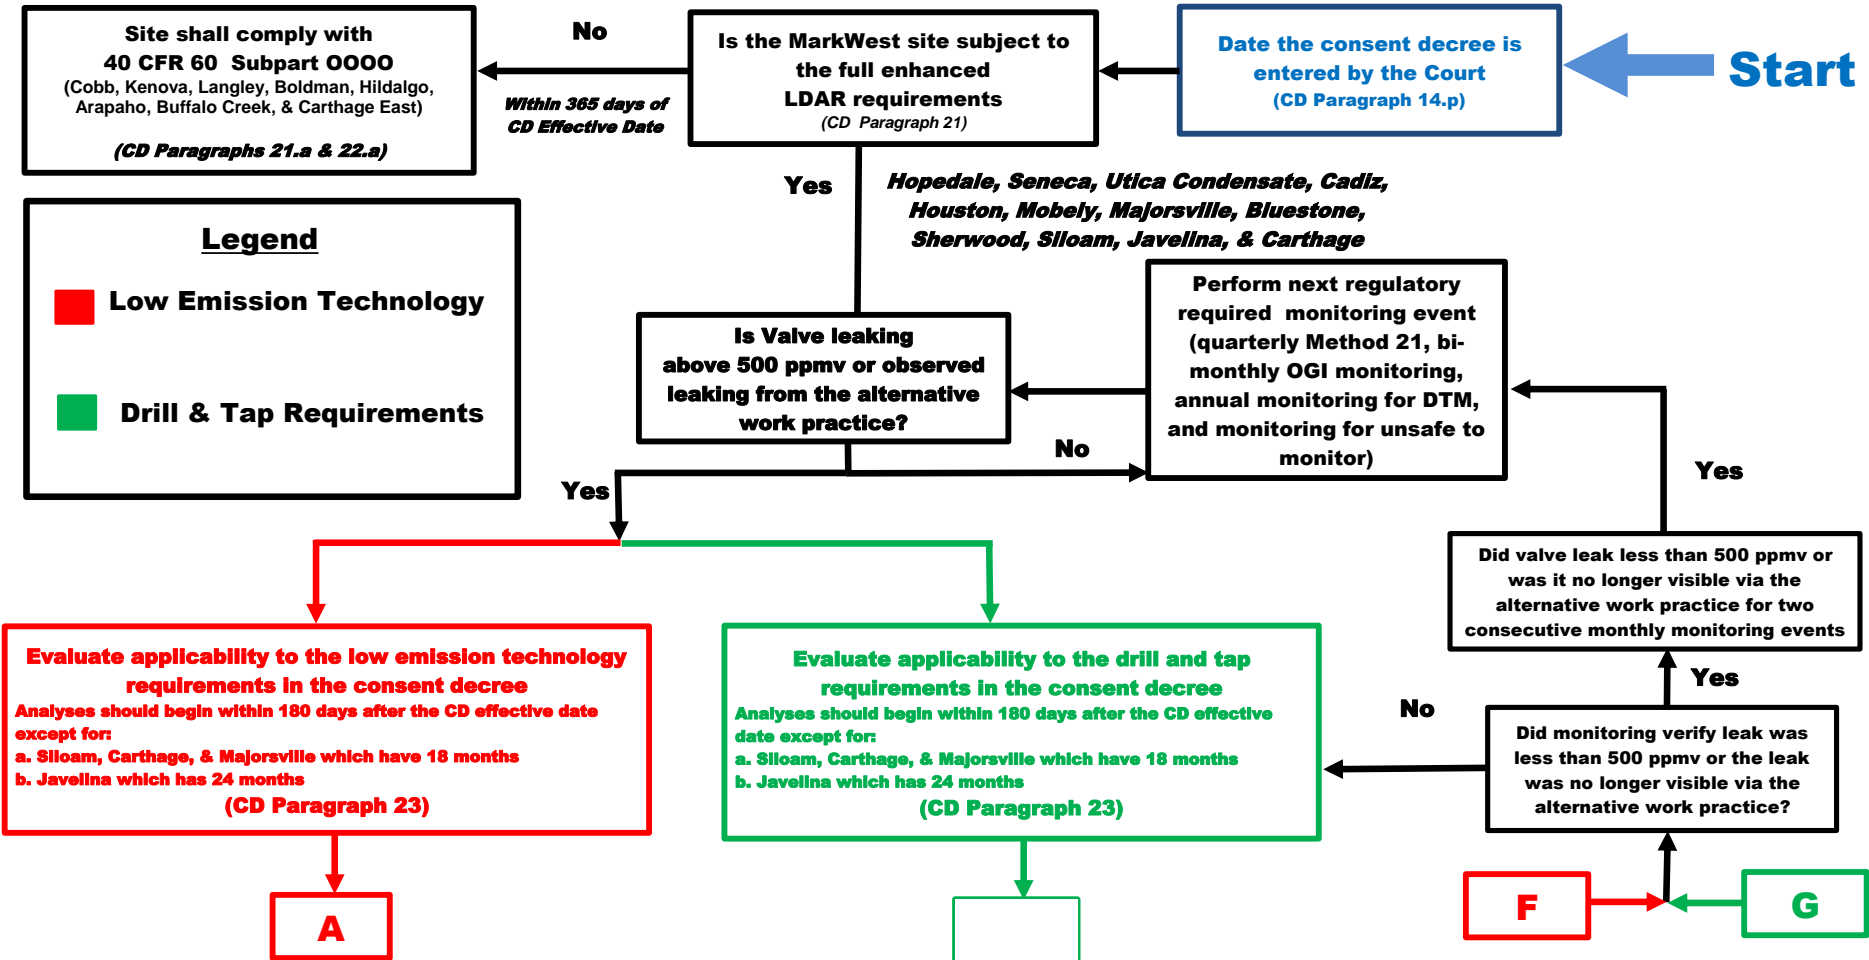 Site shall comply with
40 CFR 60  Subpart OOOO
(Cobb, Kenova, Langley, Boldman, Hildalgo,
Arapaho, Buffalo Creek, & Carthage East)
(CD Paragraphs 21.a & 22.a)
No
Within 365 days of
CD Effective Date
Is the MarkWest site subject to
the full enhanced
LDAR requirements
(CD  Paragraph 21)
Date the consent decree is
entered by the Court
(CD Paragraph 14.p)
Start
Yes
Hopedale, Seneca, Utica Condensate, Cadiz,
Houston, Mobely, Majorsville, Bluestone,
Sherwood, Siloam, Javelina, & Carthage
Legend
Low Emission Technology
Drill & Tap Requirements
Is Valve leaking
above 500 ppmv or observed
leaking from the alternative
work practice?
Perform next regulatory
required  monitoring event
(quarterly Method 21, bi-
monthly OGI monitoring,
annual monitoring for DTM,
and monitoring for unsafe to
monitor)
No
Yes
Yes
Did valve leak less than 500 ppmv or
was it no longer visible via the
alternative work practice for two
consecutive monthly monitoring events
Yes
No
Did monitoring verify leak was
less than 500 ppmv or the leak
was no longer visible via the
alternative work practice?
Evaluate applicability to the low emission technology
requirements in the consent decree
Analyses should begin within 180 days after the CD effective date
except for:
a. Siloam, Carthage, & Majorsville which have 18 months
b. Javelina which has 24 months
(CD Paragraph 23)
Evaluate applicability to the drill and tap
requirements in the consent decree
Analyses should begin within 180 days after the CD effective
date except for:
a. Siloam, Carthage, & Majorsville which have 18 months
b. Javelina which has 24 months
(CD Paragraph 23)
A
F
G